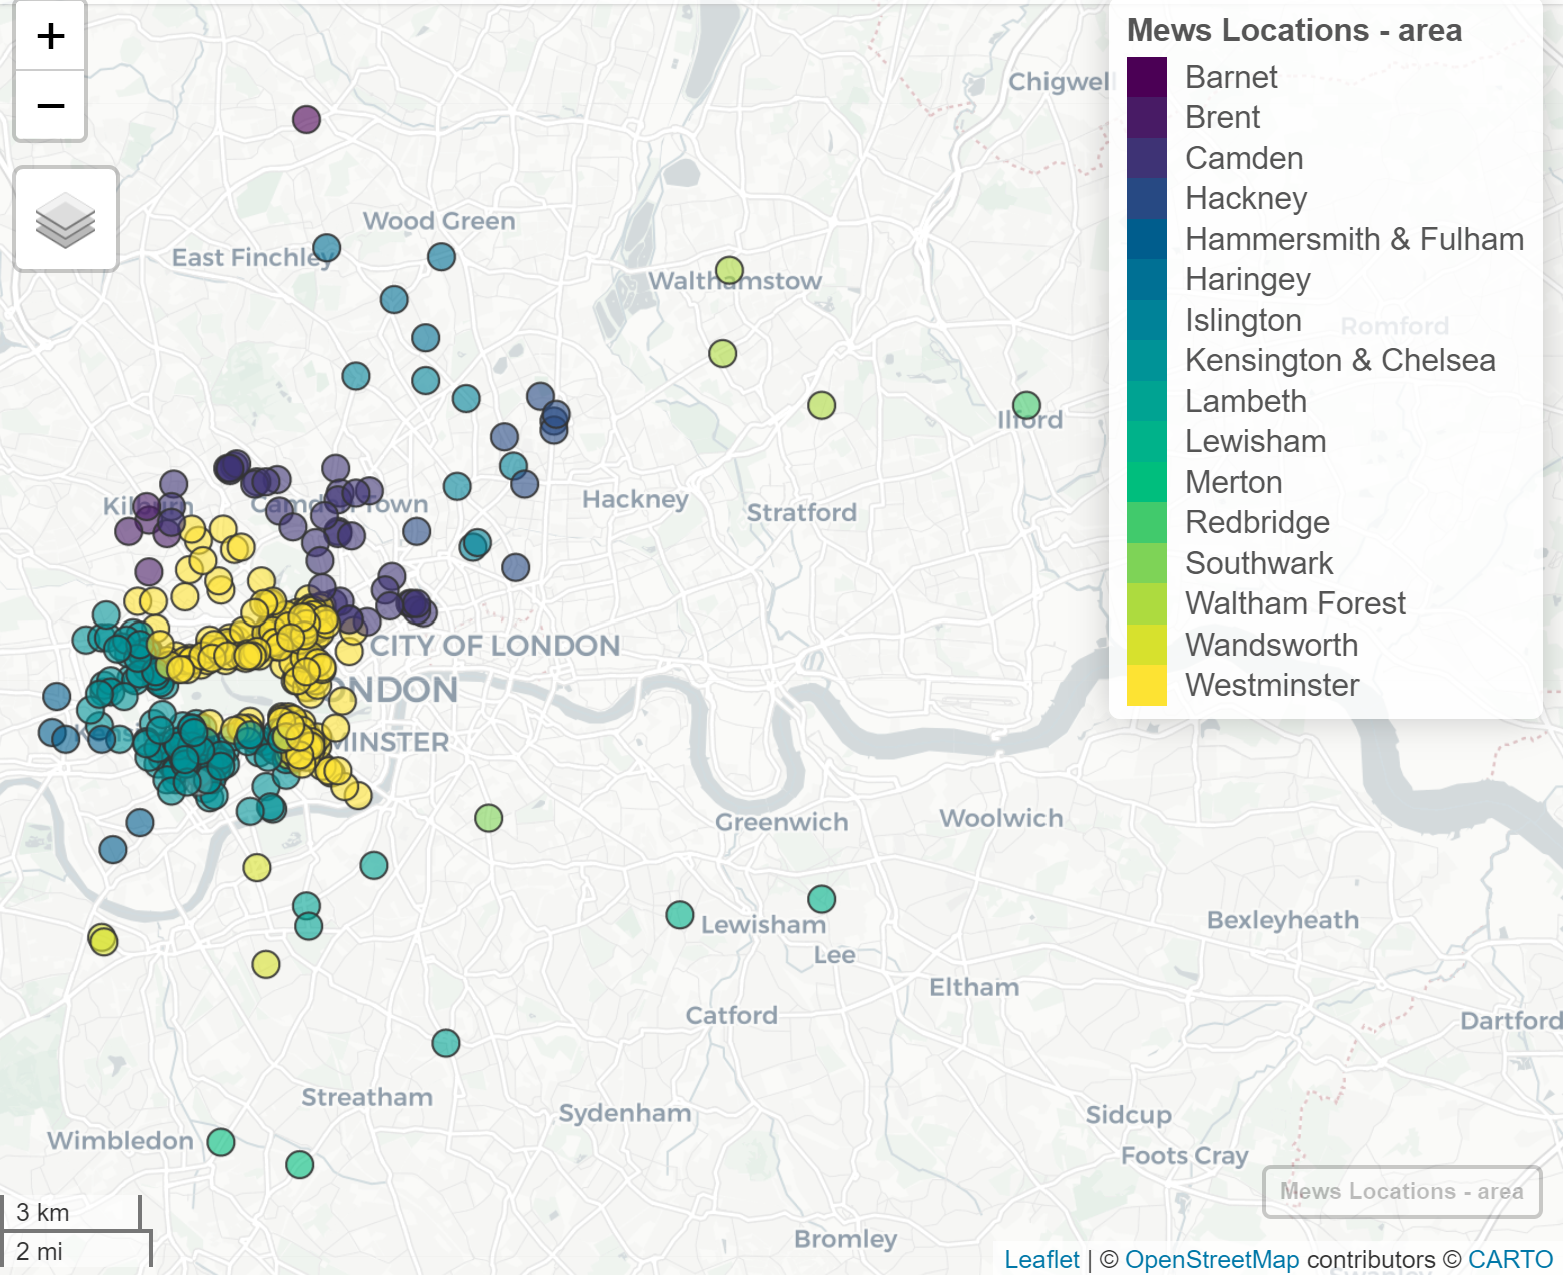 +
−
Mews Locations - area
Barnet
Brent
Camden
Hackney
Hammersmith & Fulham
Haringey
Islington
Kensington & Chelsea
Lambeth
Lewisham
Merton
Redbridge
Southwark
Waltham Forest
Wandsworth
Westminster
Chigwell
Wood Green
East Finchley
Walthamstow
Romford
Ilford
Kilburn
Camden Town
Hackney
Stratford
CITY OF LONDON
LONDON
MINSTER
Greenwich
Woolwich
Lewisham
Bexleyheath
Lee
Eltham
Catford
Dartford
Streatham
Sydenham
Sidcup
Wimbledon
Foots Cray
Mews Locations - area
3 km
2 mi
Bromley
Leaflet | © OpenStreetMap contributors © CARTO